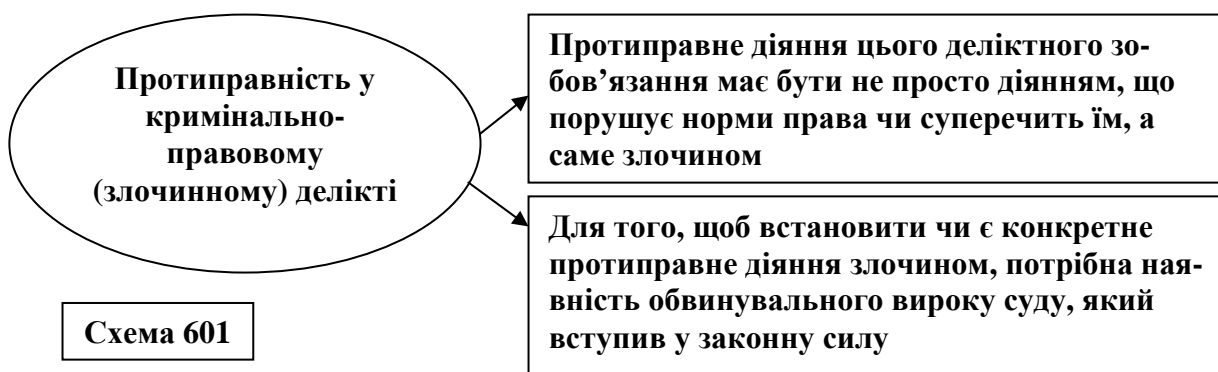 Протиправність у
кримінально-
правовому
(злочинному) делікті
Протиправне діяння цього деліктного зо-
бов’язання має бути не просто діянням, що
порушує норми права чи суперечить їм, а
саме злочином
Для того, щоб встановити чи є конкретне
протиправне діяння злочином, потрібна ная-
вність обвинувального вироку суду, який
вступив у законну силу
Схема 601